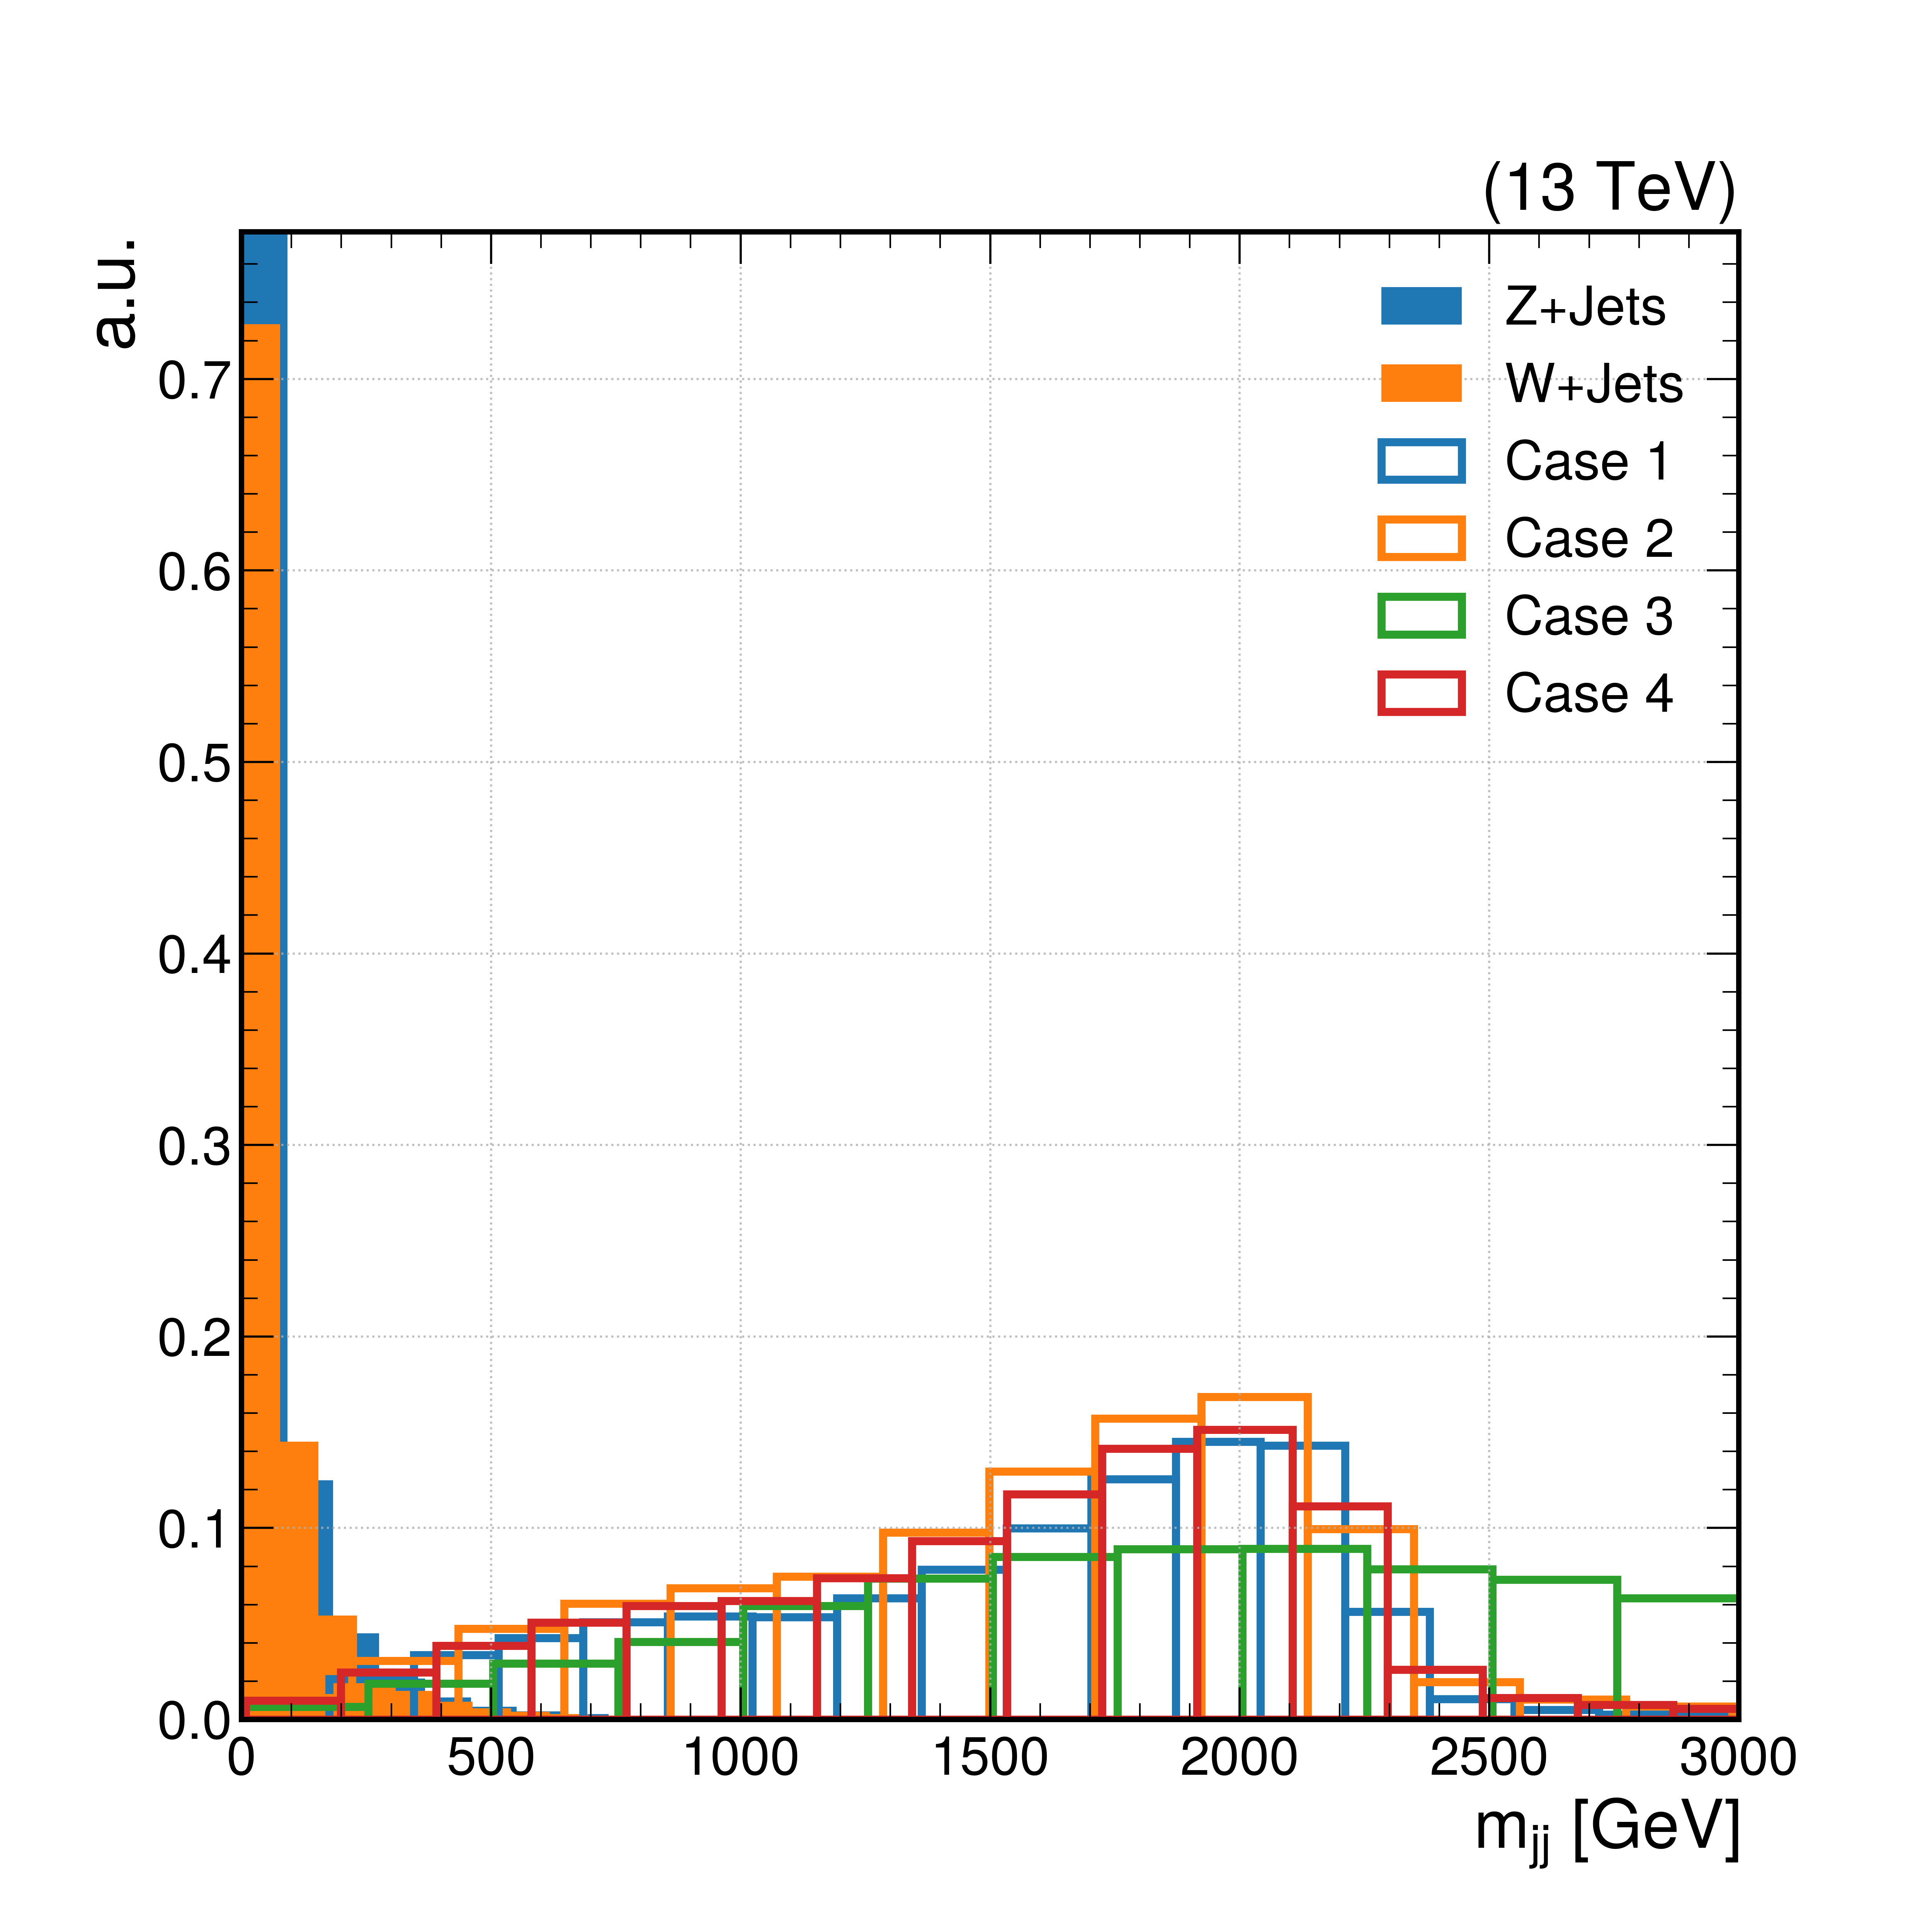 (13 TeV)
a.u.
Z+Jets
W+Jets
Case 1
Case 2
Case 3
Case 4
0.7
0.6
0.5
0.4
0.3
0.2
0.1
0.0
0 500 1000 1500 2000 2500 3000
m_jj [GeV]